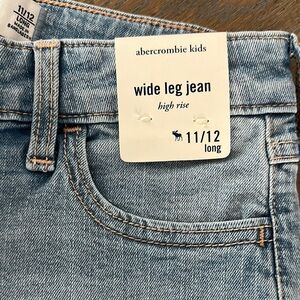 11/12
LONG
abercrombie kids
wide leg jean
high rise
11/12
long